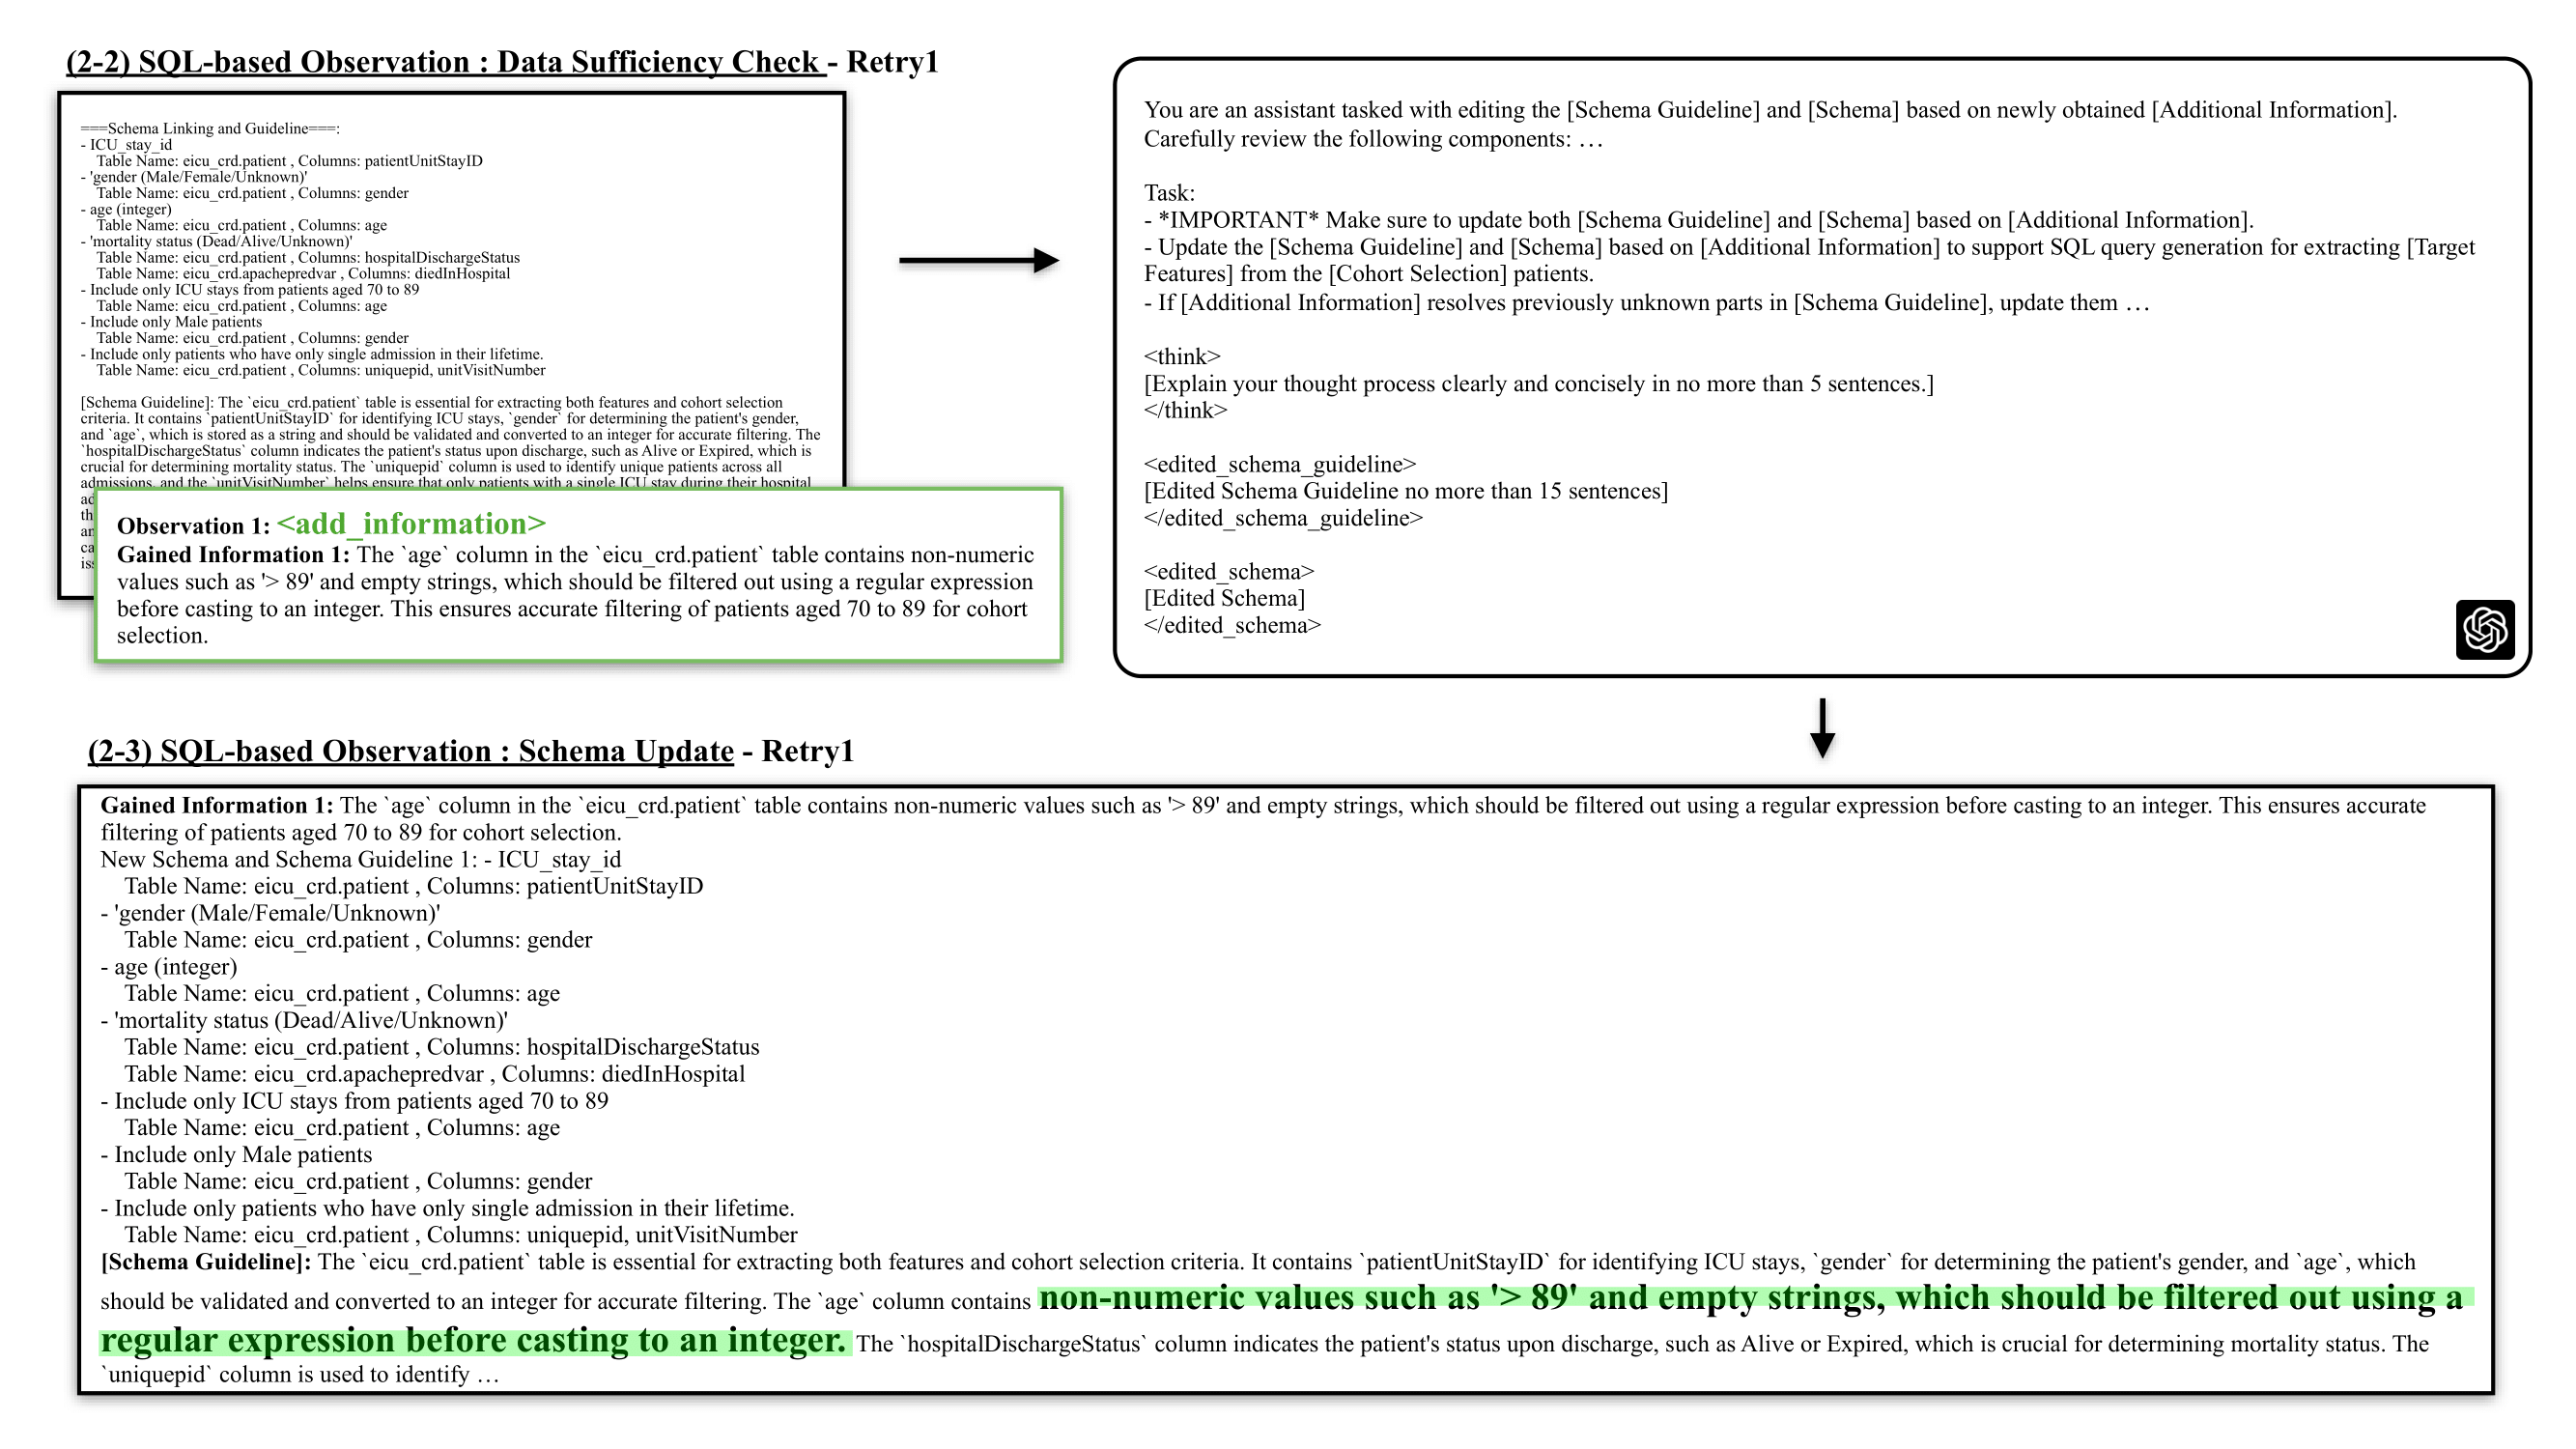 (2-2) SQL-based Observation : Data Sufficiency Check - Retry1
===Schema Linking and Guideline===:
- ICU_stay_id
Table Name: eicu_crd.patient , Columns: patientUnitStayID
- 'gender (Male/Female/Unknown)'
Table Name: eicu_crd.patient , Columns: gender
- age (integer)
Table Name: eicu_crd.patient , Columns: age
- 'mortality status (Dead/Alive/Unknown)'
Table Name: eicu_crd.patient , Columns: hospitalDischargeStatus
Table Name: eicu_crd.apachepredvar , Columns: diedInHospital
- Include only ICU stays from patients aged 70 to 89
Table Name: eicu_crd.patient , Columns: age
- Include only Male patients
Table Name: eicu_crd.patient , Columns: gender
- Include only patients who have only single admission in their lifetime.
Table Name: eicu_crd.patient , Columns: uniquepid, unitVisitNumber
[Schema Guideline]: The `eicu_crd.patient` table is essential for extracting both features and cohort selection
criteria. It contains `patientUnitStayID` for identifying ICU stays, `gender` for determining the patient's gender,
and `age`, which is stored as a string and should be validated and converted to an integer for accurate filtering. The
`hospitalDischargeStatus` column indicates the patient's status upon discharge, such as Alive or Expired, which is
crucial for determining mortality status. The `uniquepid` column is used to identify unique patients across all
admissions, and the `unitVisitNumber` helps ensure that only patients with a single ICU stay during their hospital
Observation 1: <add_information>
Gained Information 1: The `age` column in the `eicu_crd.patient` table contains non-numeric
values such as '> 89' and empty strings, which should be filtered out using a regular expression
before casting to an integer. This ensures accurate filtering of patients aged 70 to 89 for cohort
selection.
You are an assistant tasked with editing the [Schema Guideline] and [Schema] based on newly obtained [Additional Information].
Carefully review the following components: …
Task:
- *IMPORTANT* Make sure to update both [Schema Guideline] and [Schema] based on [Additional Information].
- Update the [Schema Guideline] and [Schema] based on [Additional Information] to support SQL query generation for extracting [Target
Features] from the [Cohort Selection] patients.
- If [Additional Information] resolves previously unknown parts in [Schema Guideline], update them …
<think>
[Explain your thought process clearly and concisely in no more than 5 sentences.]
</think>
<edited_schema_guideline>
[Edited Schema Guideline no more than 15 sentences]
</edited_schema_guideline>
<edited_schema>
[Edited Schema]
</edited_schema>
(2-3) SQL-based Observation : Schema Update - Retry1
Gained Information 1: The `age` column in the `eicu_crd.patient` table contains non-numeric values such as '> 89' and empty strings, which should be filtered out using a regular expression before casting to an integer. This ensures accurate
filtering of patients aged 70 to 89 for cohort selection.
New Schema and Schema Guideline 1: - ICU_stay_id
Table Name: eicu_crd.patient , Columns: patientUnitStayID
- 'gender (Male/Female/Unknown)'
Table Name: eicu_crd.patient , Columns: gender
- age (integer)
Table Name: eicu_crd.patient , Columns: age
- 'mortality status (Dead/Alive/Unknown)'
Table Name: eicu_crd.patient , Columns: hospitalDischargeStatus
Table Name: eicu_crd.apachepredvar , Columns: diedInHospital
- Include only ICU stays from patients aged 70 to 89
Table Name: eicu_crd.patient , Columns: age
- Include only Male patients
Table Name: eicu_crd.patient , Columns: gender
- Include only patients who have only single admission in their lifetime.
Table Name: eicu_crd.patient , Columns: uniquepid, unitVisitNumber
[Schema Guideline]: The `eicu_crd.patient` table is essential for extracting both features and cohort selection criteria. It contains `patientUnitStayID` for identifying ICU stays, `gender` for determining the patient's gender, and `age`, which
should be validated and converted to an integer for accurate filtering. The `age` column contains non-numeric values such as '> 89' and empty strings, which should be filtered out using a
regular expression before casting to an integer. The `hospitalDischargeStatus` column indicates the patient's status upon discharge, such as Alive or Expired, which is crucial for determining mortality status. The
`uniquepid` column is used to identify …